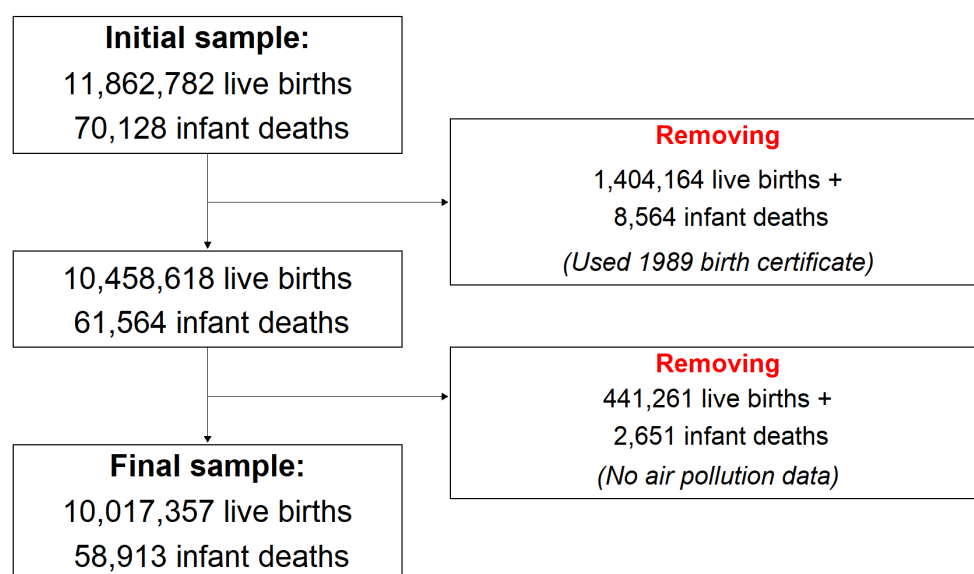 Initial sample:
11,862,782 live births
70,128 infant deaths
Removing
1,404,164 live births +
8,564 infant deaths
(Used 1989 birth certificate)
10,458,618 live births
61,564 infant deaths
Removing
441,261 live births +
2,651 infant deaths
(No air pollution data)
Final sample:
10,017,357 live births
58,913 infant deaths